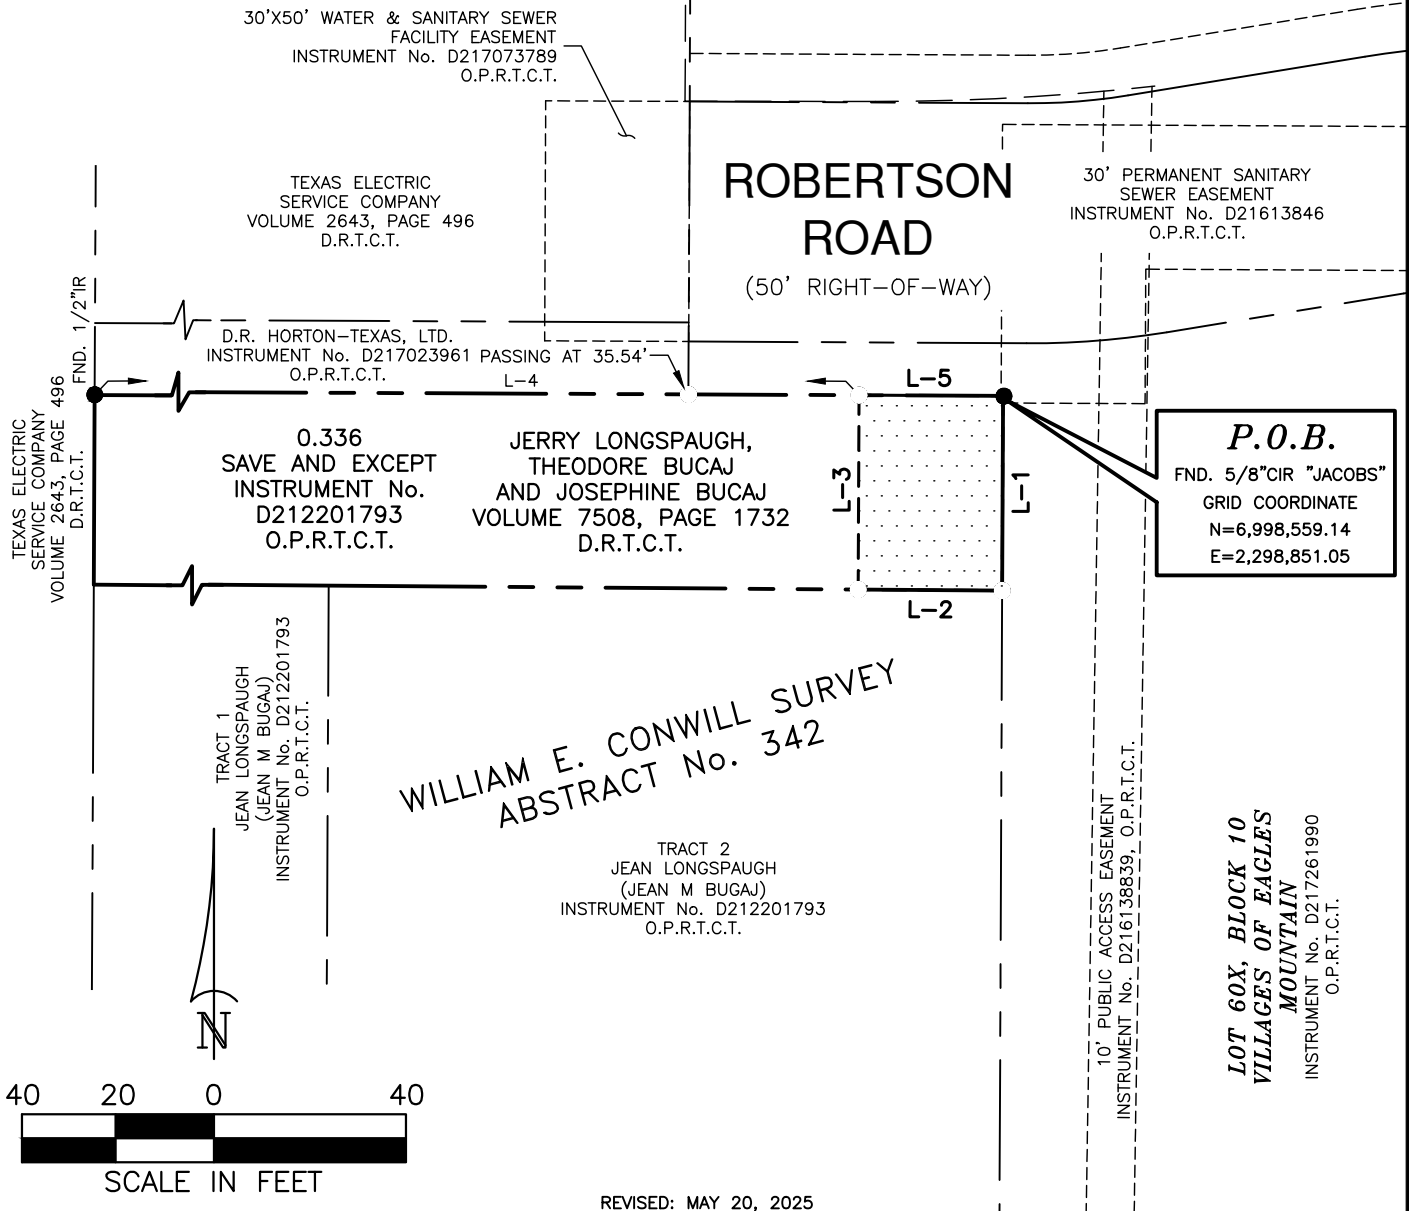 30'X50' WATER & SANITARY SEWER
FACILITY EASEMENT
INSTRUMENT No. D217073789
O.P.R.T.C.T.
TEXAS ELECTRIC
SERVICE COMPANY
VOLUME 2643, PAGE 496
D.R.T.C.T.
ROBERTSON
ROAD
(50' RIGHT-OF-WAY)
30' PERMANENT SANITARY
SEWER EASEMENT
INSTRUMENT No. D21613846
O.P.R.T.C.T.
FND. 1/2"IR
D.R. HORTON-TEXAS, LTD.
INSTRUMENT No. D217023961
O.P.R.T.C.T.
PASSING AT 35.54'
L-4
L-5
TEXAS ELECTRIC
SERVICE COMPANY
VOLUME 2643, PAGE 496
D.R.T.C.T.
0.336
SAVE AND EXCEPT
INSTRUMENT No.
D212201793
O.P.R.T.C.T.
JERRY LONGSPAUGH,
THEODORE BUCAJ
AND JOSEPHINE BUCAJ
VOLUME 7508, PAGE 1732
D.R.T.C.T.
L-3
L-1
L-2
P.O.B.
FND. 5/8"CIR "JACOBS"
GRID COORDINATE
N=6,998,559.14
E=2,298,851.05
TRACT 1
JEAN LONGSPAUGH
(JEAN M BUGAJ)
INSTRUMENT No. D212201793
O.P.R.T.C.T.
WILLIAM E. CONWILL SURVEY
ABSTRACT No. 342
TRACT 2
JEAN LONGSPAUGH
(JEAN M BUGAJ)
INSTRUMENT No. D212201793
O.P.R.T.C.T.
10' PUBLIC ACCESS EASEMENT
INSTRUMENT No. D216138839, O.P.R.T.C.T.
LOT 60X, BLOCK 10
VILLAGES OF EAGLES
MOUNTAIN
INSTRUMENT No. D217261990
O.P.R.T.C.T.
N
40 20 0 40
SCALE IN FEET
REVISED: MAY 20, 2025